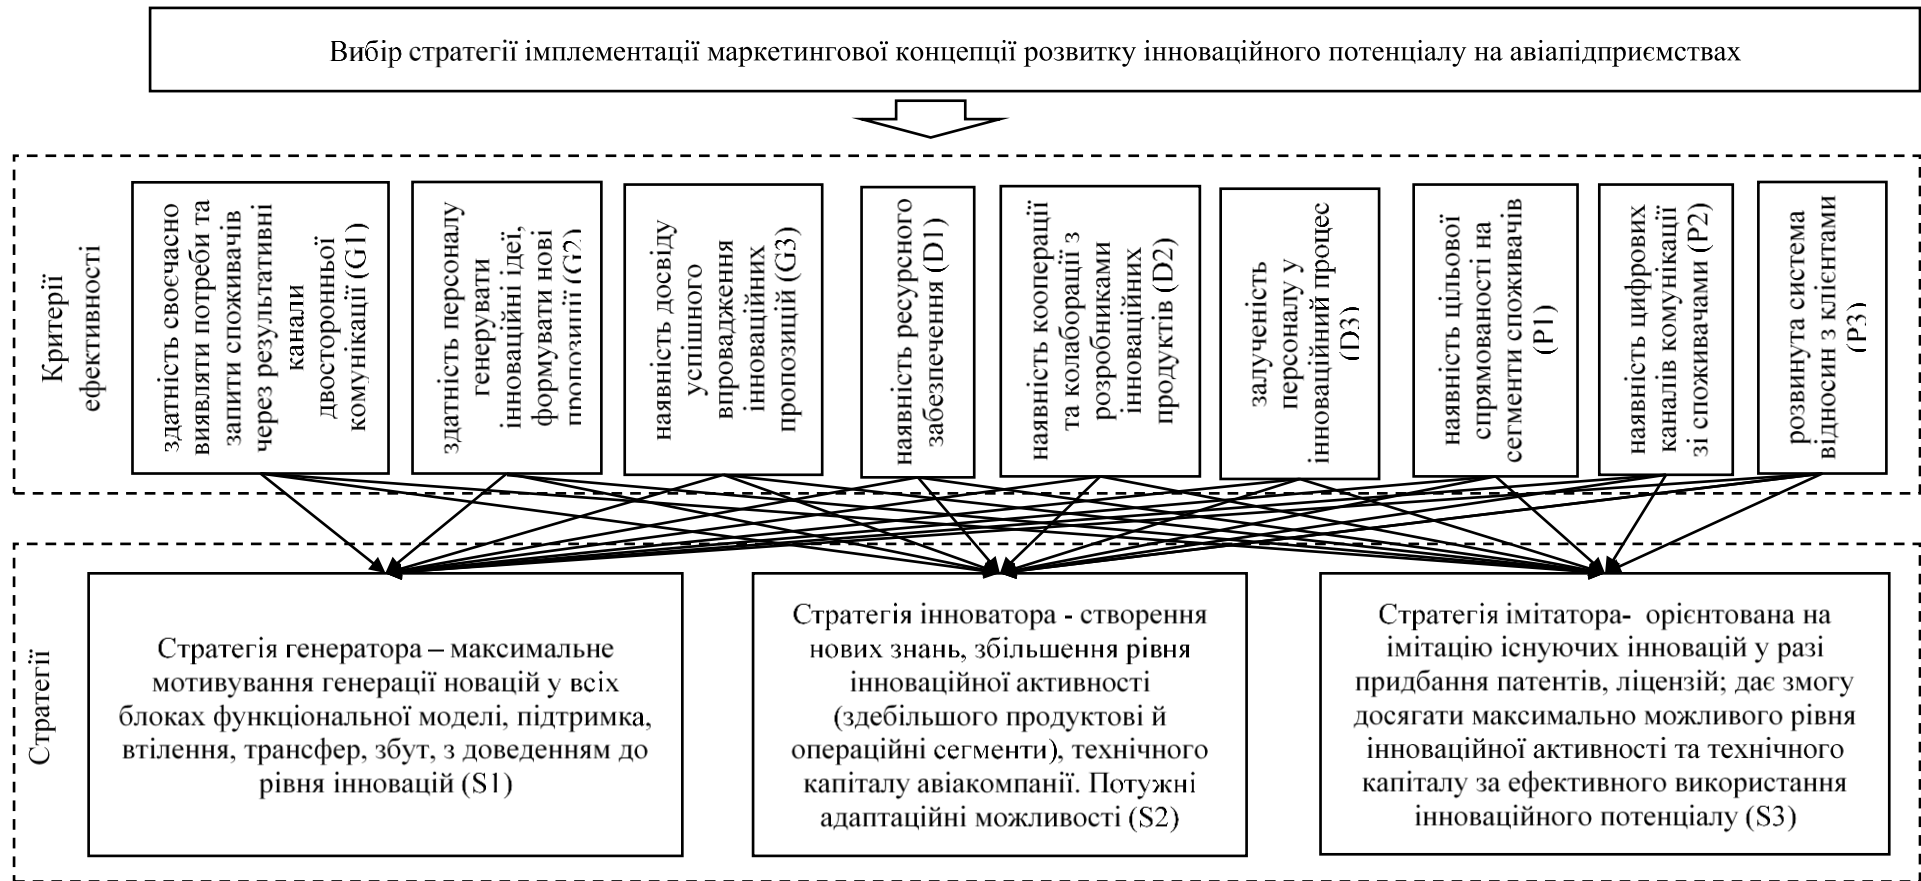 Вибір стратегії імплементації маркетингової концепції розвитку інноваційного потенціалу на авіапідприємствах
Критерії
ефективності
здатність своєчасно
виявляти потреби та
запити споживачів
через результативні
канали
двосторонньої
комунікації (G1)
здатність персоналу
генерувати
інноваційні ідеї,
формувати нові
пропозиції (G2)
наявність досвіду
успішного
впровадження
інноваційних
пропозицій (G3)
наявність ресурсного
забезпечення (D1)
наявність кооперації
та колаборації з
розробниками
інноваційних
продуктів (D2)
залученість
персоналу у
інноваційний процес
(D3)
наявність цільової
спрямованості на
сегменти споживачів
(P1)
наявність цифрових
каналів комунікації
зі споживачами (P2)
розвинута система
відносин з клієнтами
(P3)
Стратегії
Стратегія генератора – максимальне
мотивування генерації новацій у всіх
блоках функціональної моделі, підтримка,
втілення, трансфер, збут, з доведенням до
рівня інновацій (S1)
Стратегія інноватора - створення
нових знань, збільшення рівня
інноваційної активності
(здебільшого продуктові й
операційні сегменти), технічного
капіталу авіакомпанії. Потужні
адаптаційні можливості (S2)
Стратегія імітатора- орієнтована на
імітацію існуючих інновацій у разі
придбання патентів, ліцензій; дає змогу
досягати максимально можливого рівня
інноваційної активності та технічного
капіталу за ефективного використання
інноваційного потенціалу (S3)